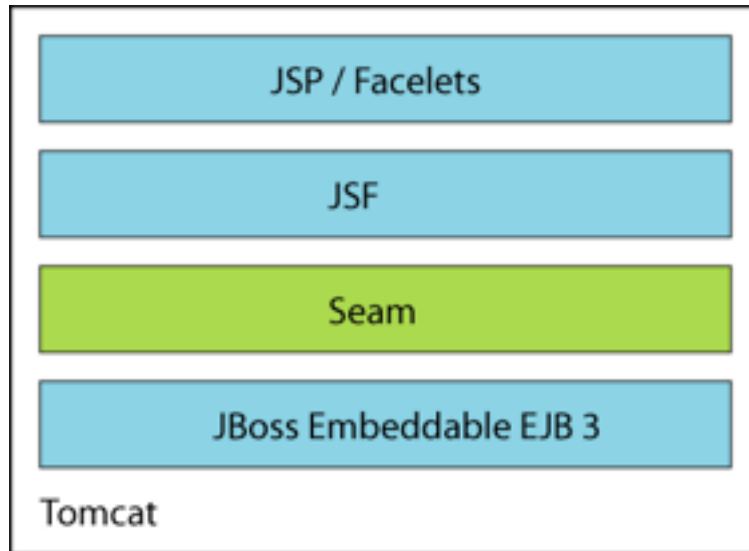 JSP / Facelets
JSF
Seam
JBoss Embeddable EJB 3
Tomcat